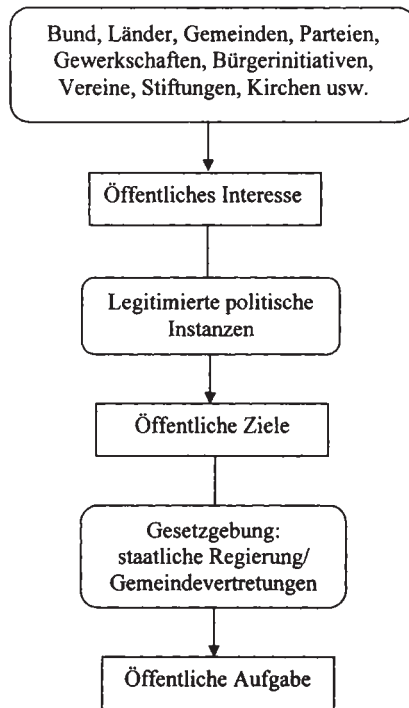 Bund, Länder, Gemeinden, Parteien,
Gewerkschaften, Bürgerinitiativen,
Vereine, Stiftungen, Kirchen usw.
Öffentliches Interesse
Legitimierte politische
Instanzen
Öffentliche Ziele
Gesetzgebung:
staatliche Regierung/
Gemeindevertretungen
Öffentliche Aufgabe